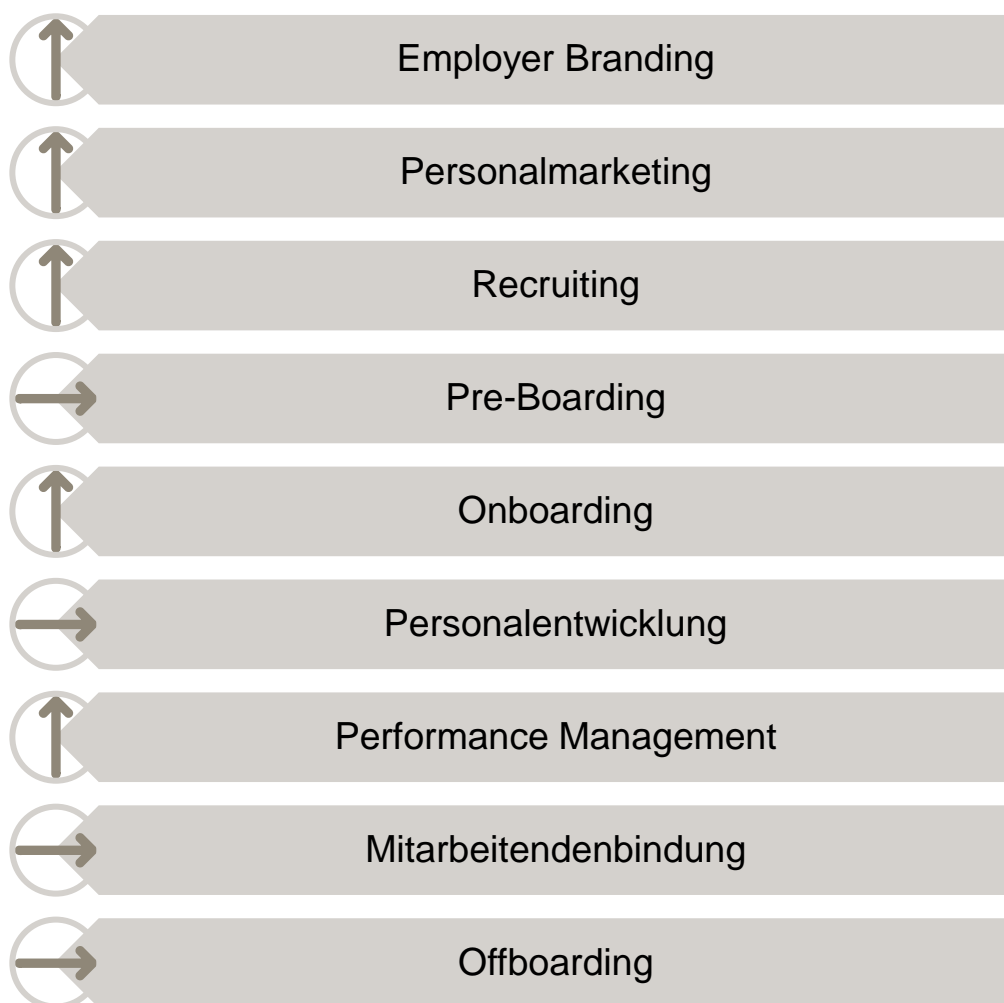 Employer Branding
Personalmarketing
Recruiting
Pre-Boarding
Onboarding
Personalentwicklung
Performance Management
Mitarbeitendenbindung
Offboarding